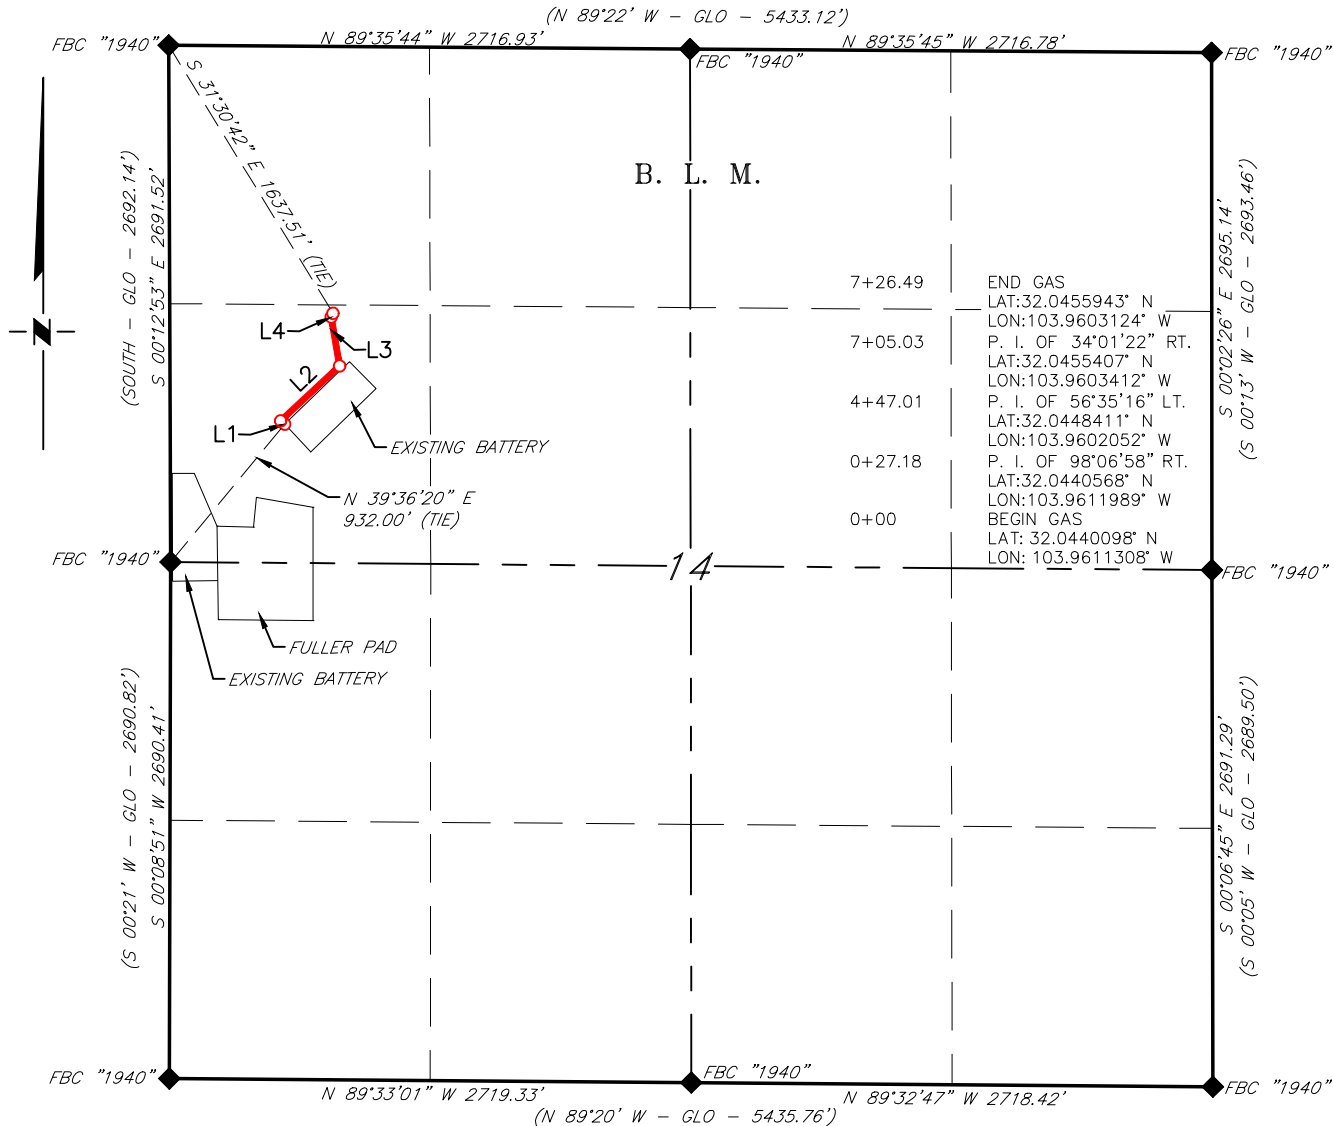 (N 89°22' W - GLO - 5433.12')
FBC "1940"
N 89°35'44" W 2716.93'
N 89°35'45" W 2716.78'
FBC "1940"
FBC "1940"
S 31°30'42" E 1637.51' (TIE)
B. L. M.
(SOUTH - GLO - 2692.14')
S 00°12'53" E 2691.52'
S 00°02'26" E 2695.14'
(S 00°13' W - GLO - 2693.46')
7+26.49 END GAS
LAT:32.0455943° N
LON:103.9603124° W
7+05.03 P. I. OF 34°01'22" RT.
LAT:32.0455407° N
LON:103.9603412° W
4+47.01 P. I. OF 56°35'16" LT.
LAT:32.0448411° N
LON:103.9602052° W
0+27.18 P. I. OF 98°06'58" RT.
LAT:32.0440568° N
LON:103.9611989° W
0+00 BEGIN GAS
LAT: 32.0440098° N
LON: 103.9611308° W
N
L4
L3
L2
L1
EXISTING BATTERY
N 39°36'20" E
932.00' (TIE)
FBC "1940"
14
FBC "1940"
FULLER PAD
EXISTING BATTERY
(S 00°21' W - GLO - 2690.82')
S 00°08'51" W 2690.41'
S 00°06'45" E 2691.29'
(S 00°05' W - GLO - 2689.50')
FBC "1940"
FBC "1940"
FBC "1940"
N 89°33'01" W 2719.33'
N 89°32'47" W 2718.42'
(N 89°20' W - GLO - 5435.76')